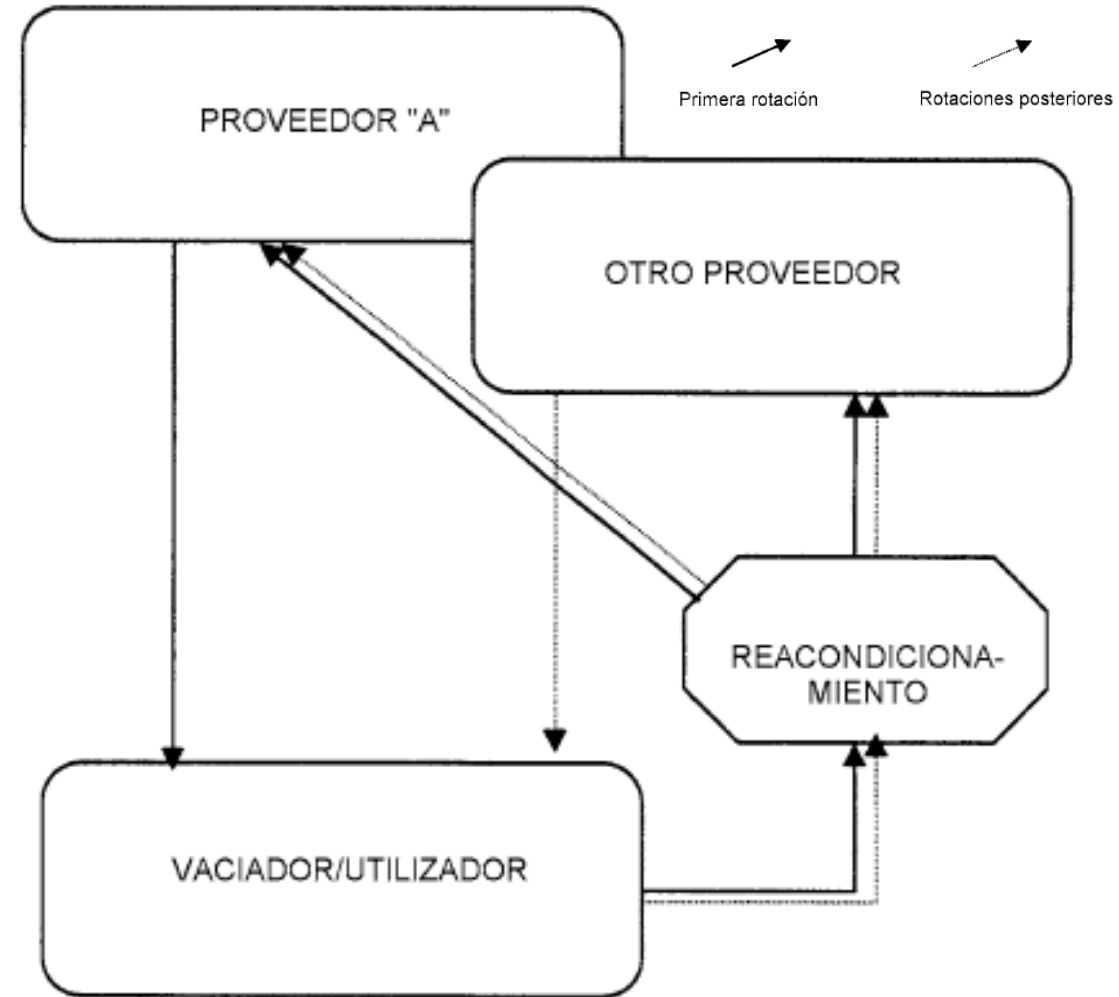 PROVEEDOR "A"
Primera rotación
Rotaciones posteriores
OTRO PROVEEDOR
REACONDICIONA-
MIENTO
VACIADOR/UTILIZADOR